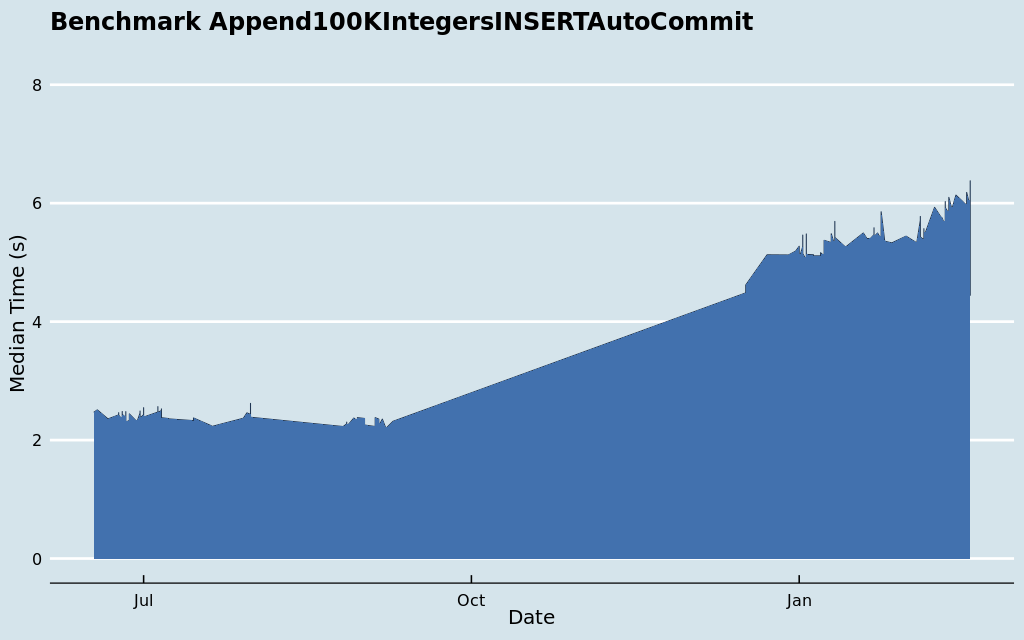 Benchmark Append100KIntegersINSERTAutoCommit
8
6
4
2
0
Median Time (s)
Jul
Oct
Jan
Date